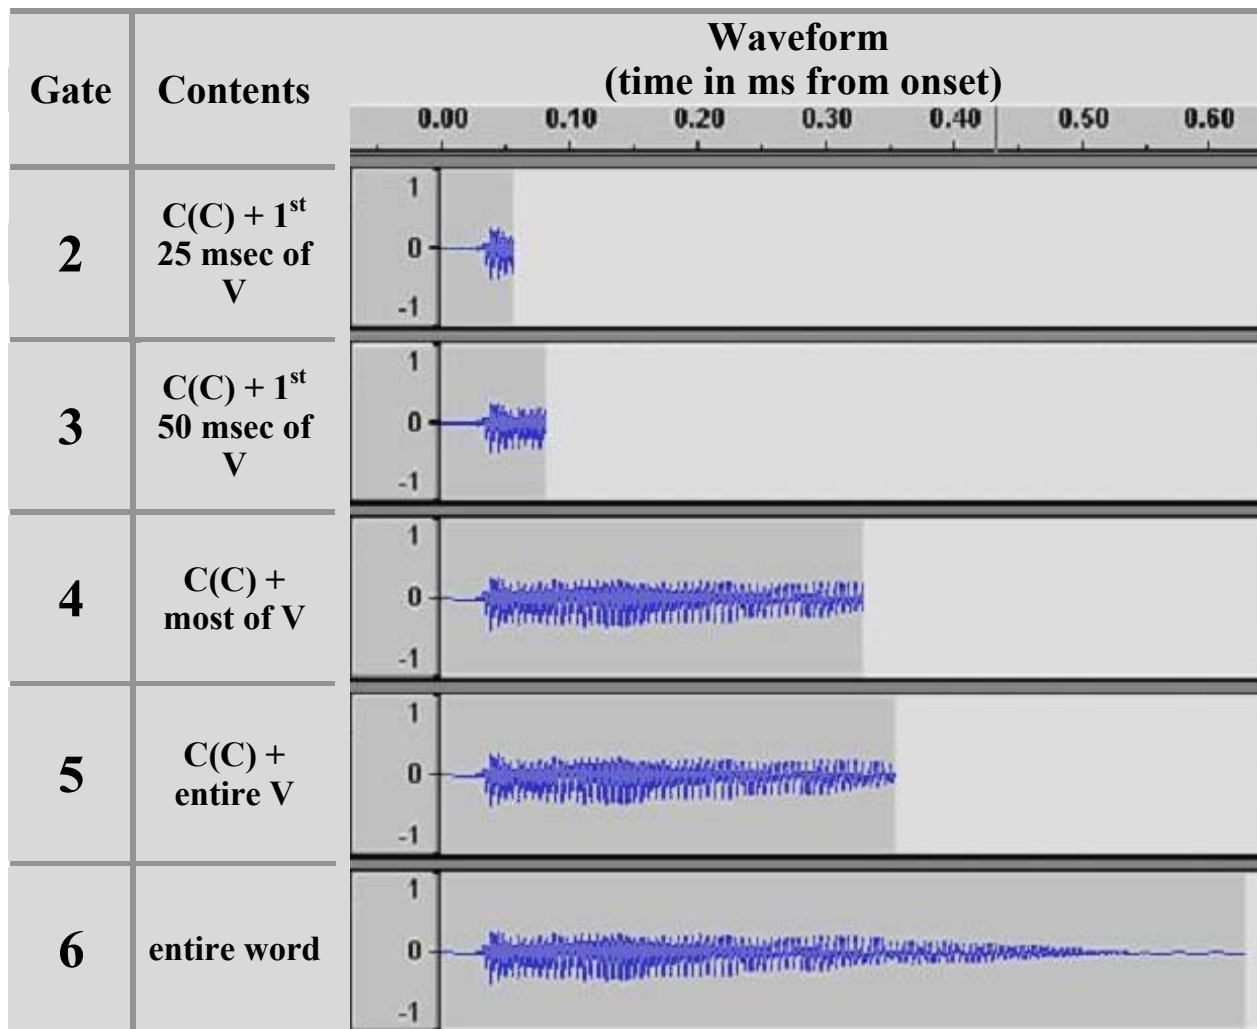 Waveform
(time in ms from onset)
Gate
Contents
0.00 0.10 0.20 0.30 0.40 0.50 0.60
2
C(C) + 1st
25 msec of
V
1
0
-1
3
C(C) + 1st
50 msec of
V
1
0
-1
4
C(C) +
most of V
1
0
-1
5
C(C) +
entire V
1
0
-1
6
entire word
1
0
-1